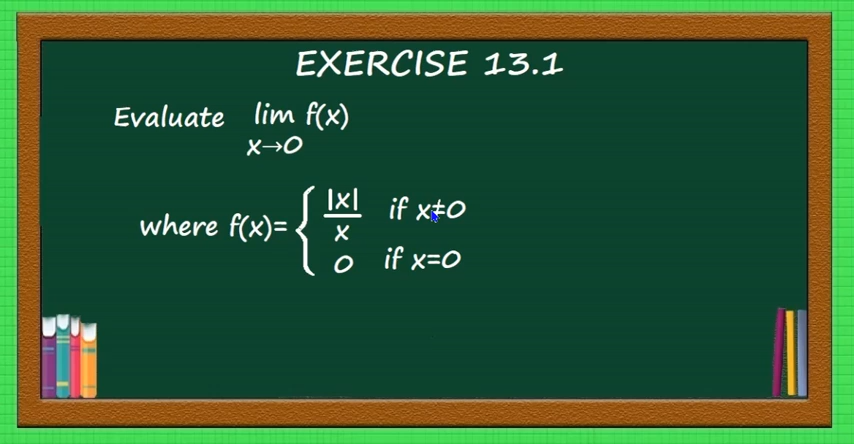 EXERCISE 13.1
Evaluate lim f(x)
x→0
where f(x)= { |x|/x if x≠0
0 if x=0